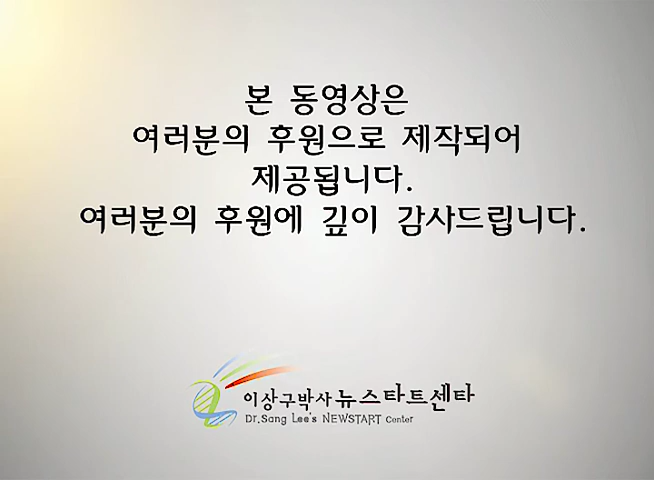 본 동영상은
여러분의 후원으로 제작되어
제공됩니다.
여러분의 후원에 깊이 감사드립니다.
이상구박사 뉴스타트센타
Dr.Sang Lee's NEWSTART Center